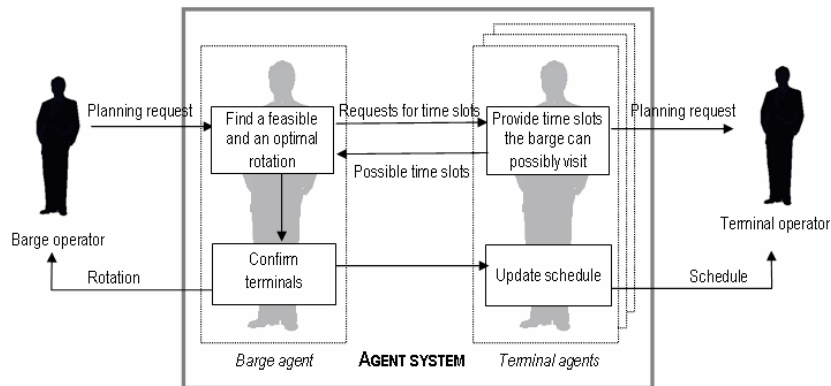 Planning request
Find a feasible
and an optimal
rotation
Requests for time slots
Possible time slots
Provide time slots
the barge can
possibly visit
Planning request
Barge operator
Terminal operator
Confirm
terminals
Update schedule
Rotation
Schedule
Barge agent
AGENT SYSTEM
Terminal agents